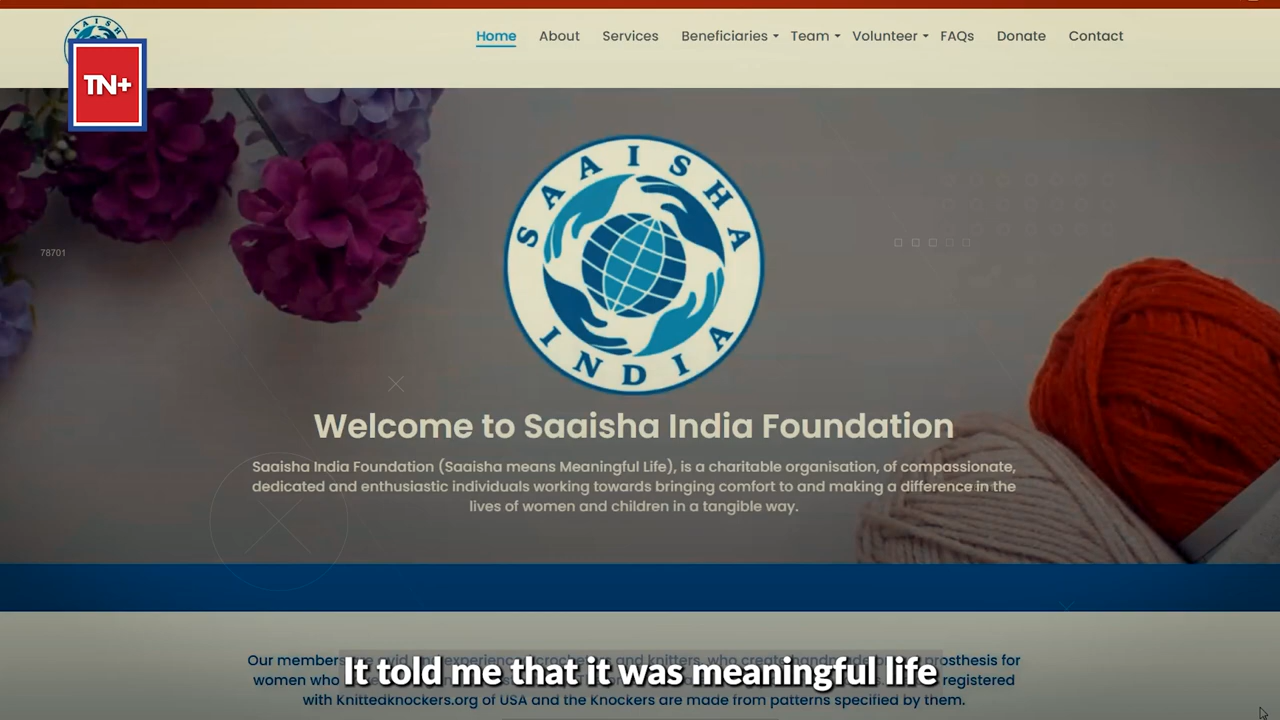 SAAISH
TN+
Home About Services Beneficiaries Team Volunteer FAQs Donate Contact
SAAISHA
INDIA
78701
Welcome to Saaisha India Foundation
Saaisha India Foundation (Saaisha means Meaningful Life), is a charitable organisation, of compassionate,
dedicated and enthusiastic individuals working towards bringing comfort to and making a difference in the
lives of women and children in a tangible way.
Our members prosthesis for
It told me that it was meaningful life
women who registered
with Knittedknockers.org of USA and the Knockers are made from patterns specified by them.